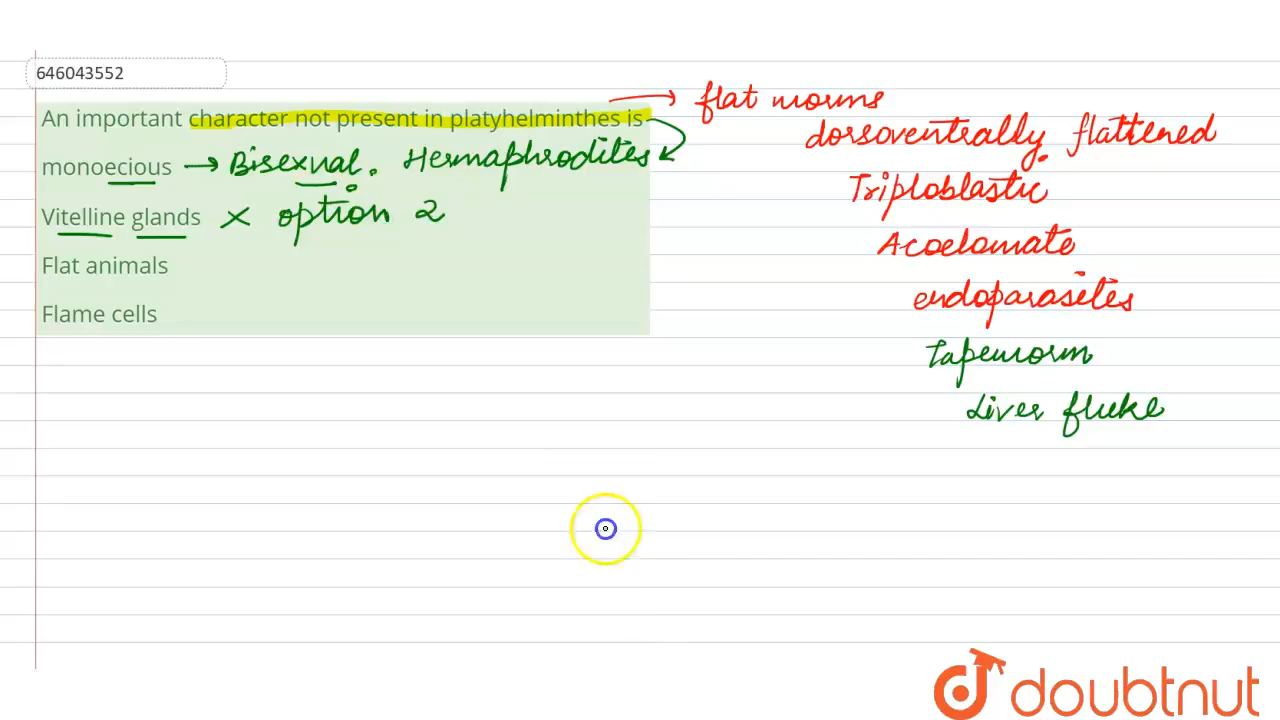 646043552
An important character not present in platyhelminthes is
monoecious → Bisexual. Hermaphrodites
Vitelline glands × option 2
Flat animals
Flame cells
→ flat worms
dorsoventrally flattened
Triploblastic
Acoelomate
endoparasites
Tapeworm
Liver fluke
doubtnut